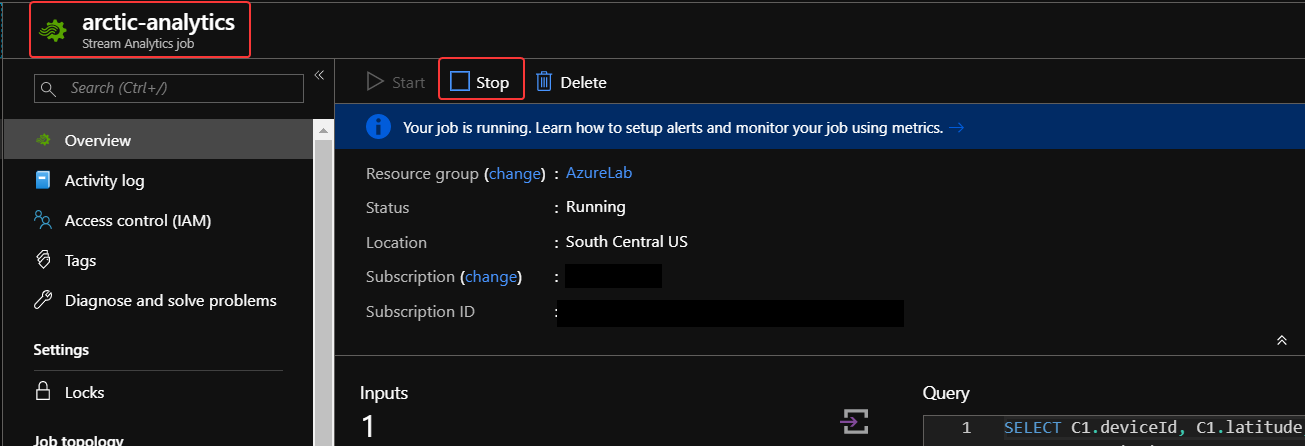 arctic-analytics
Stream Analytics job
Search (Ctrl+/)
«
Overview
Activity log
Access control (IAM)
Tags
Diagnose and solve problems
Settings
Locks
Job topology
Start Stop Delete
Your job is running. Learn how to setup alerts and monitor your job using metrics. →
Resource group (change) : AzureLab
Status : Running
Location : South Central US
Subscription (change) :
Subscription ID :
Inputs
1
Query
1 SELECT C1.deviceId, C1.latitude